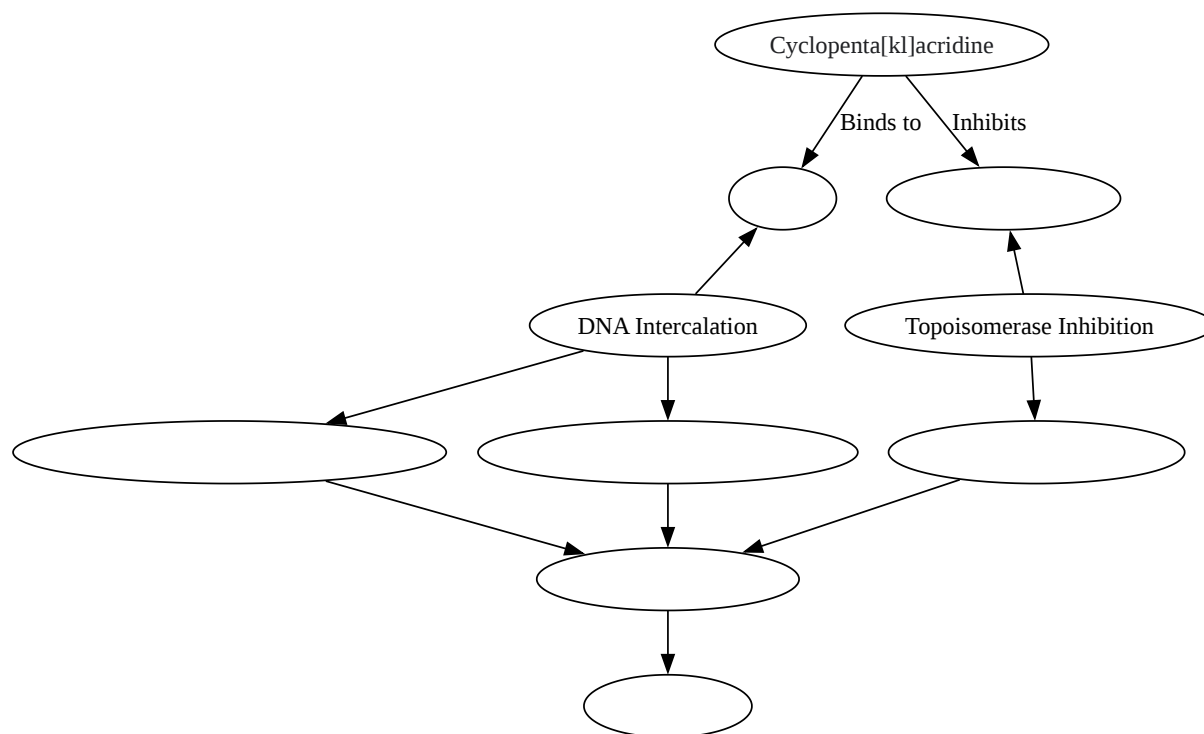 Cyclopenta[kl]acridine
Binds to
Inhibits
DNA Intercalation
Topoisomerase Inhibition